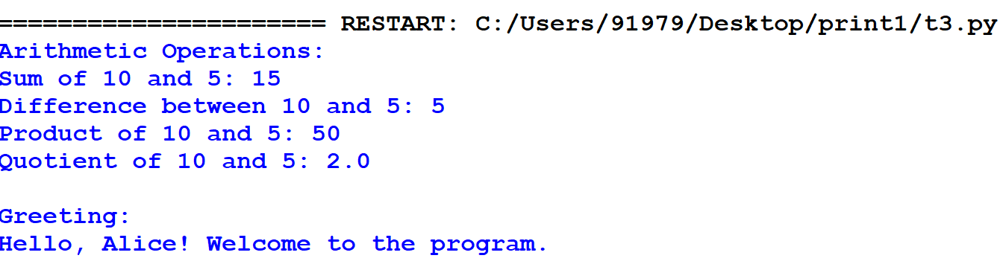 ====================== RESTART: C:/Users/91979/Desktop/print1/t3.py
Arithmetic Operations:
Sum of 10 and 5: 15
Difference between 10 and 5: 5
Product of 10 and 5: 50
Quotient of 10 and 5: 2.0
Greeting:
Hello, Alice! Welcome to the program.